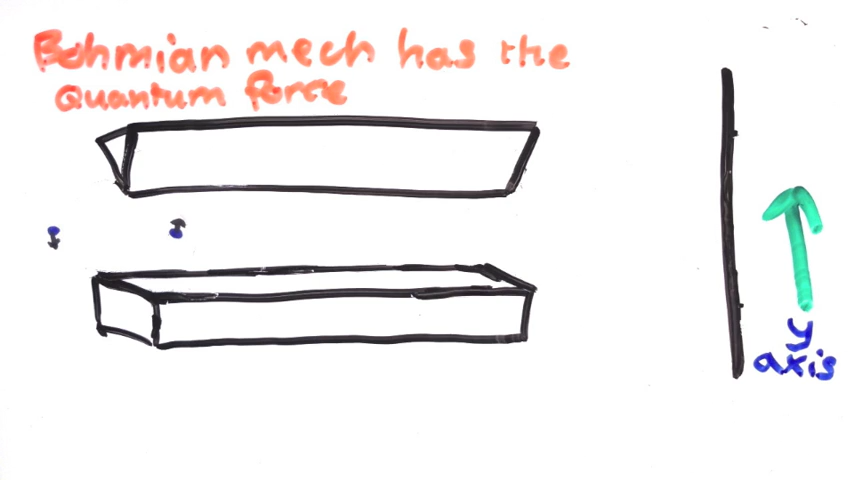 Bohmian mech has the
Quantum force
y
axis